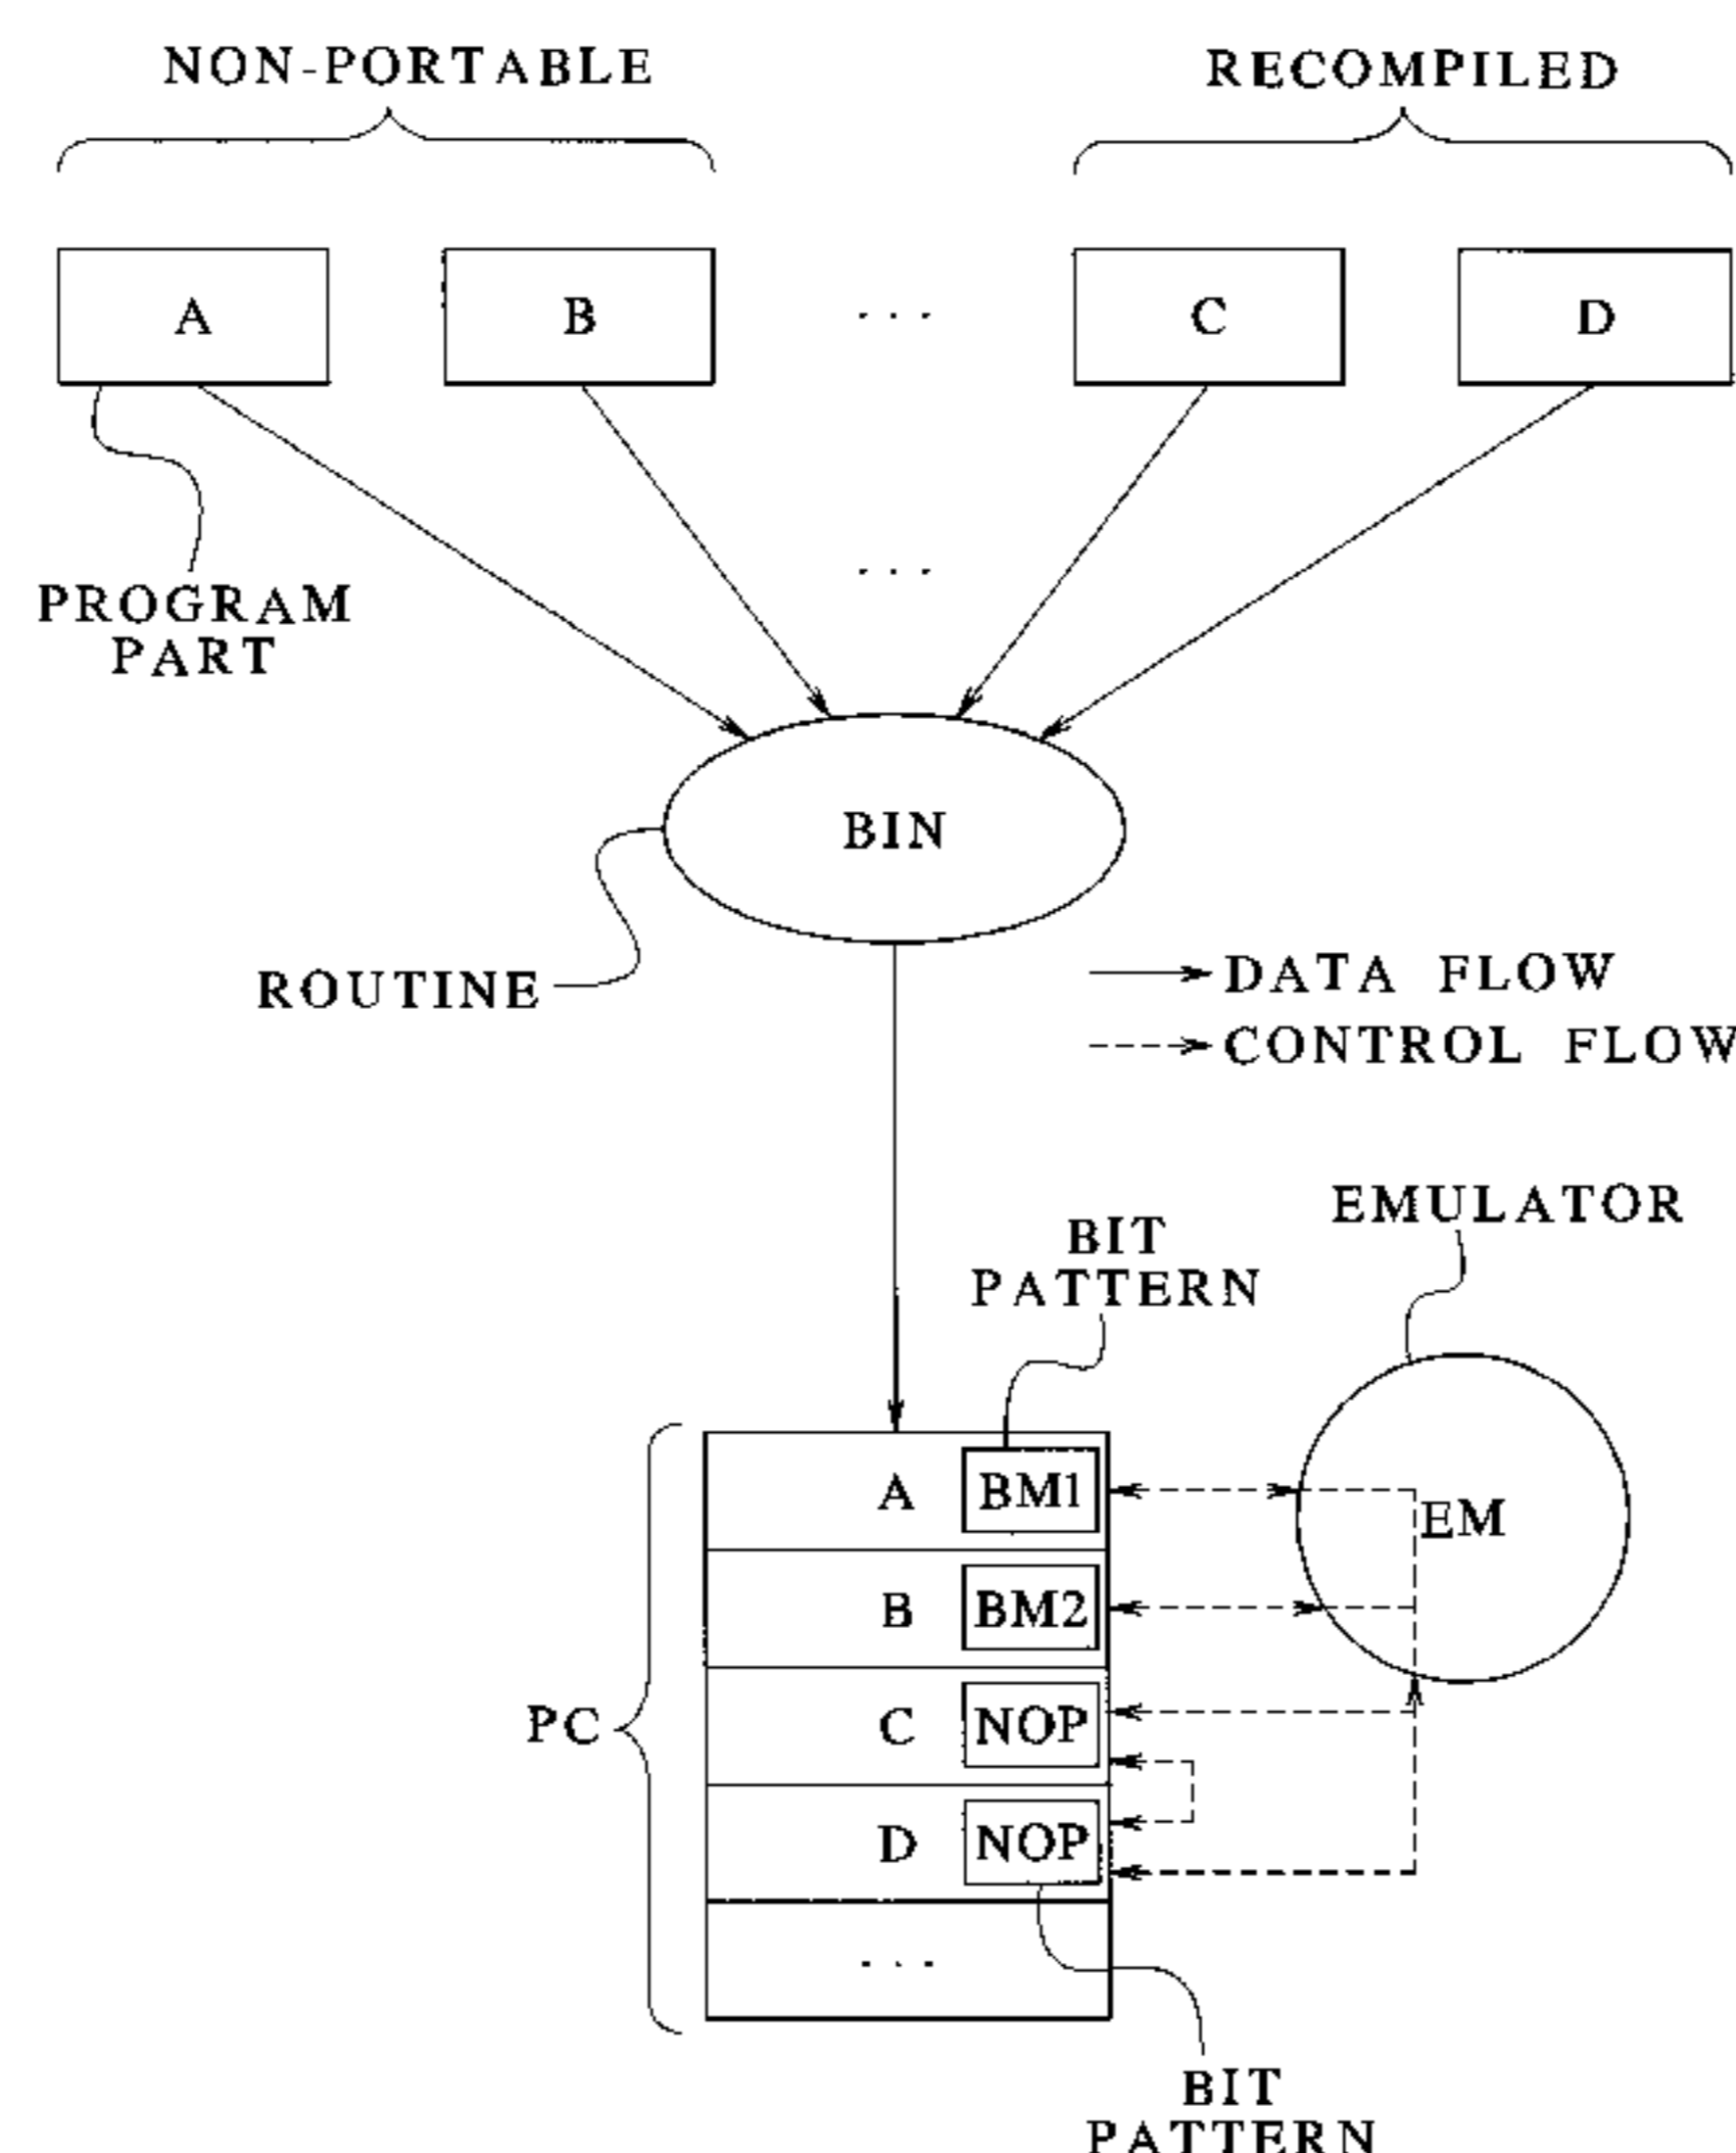 NON-PORTABLE
RECOMPILED
A
B
. . .
C
D
. . .
PROGRAM
PART
BIN
ROUTINE
DATA FLOW
CONTROL FLOW
EMULATOR
BIT
PATTERN
A
BM1
EM
B
BM2
PC
C
NOP
D
NOP
. . .
BIT
PATTERN